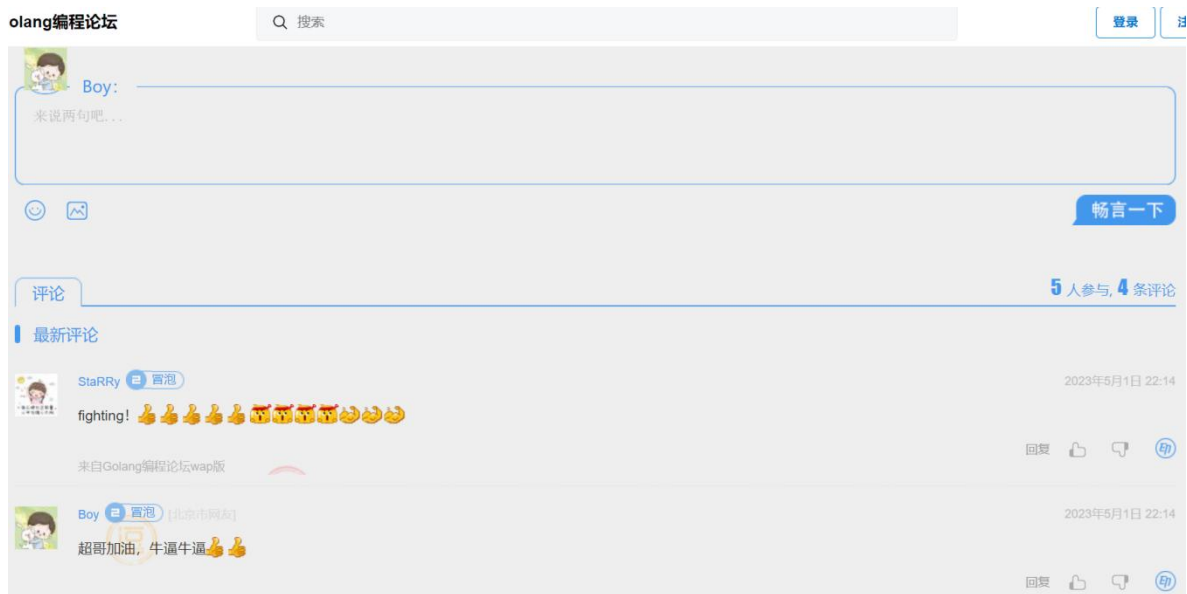 olang编程论坛
搜索
登录
注
Boy：
来说两句吧...
畅言一下
评论
5 人参与, 4 条评论
最新评论
StaRRy 2 冒泡
2023年5月1日 22:14
fighting!
回复
印
来自Golang编程论坛wap版
Boy 2 冒泡 [北京市网友]
2023年5月1日 22:14
超哥加油，牛逼牛逼
回复
印